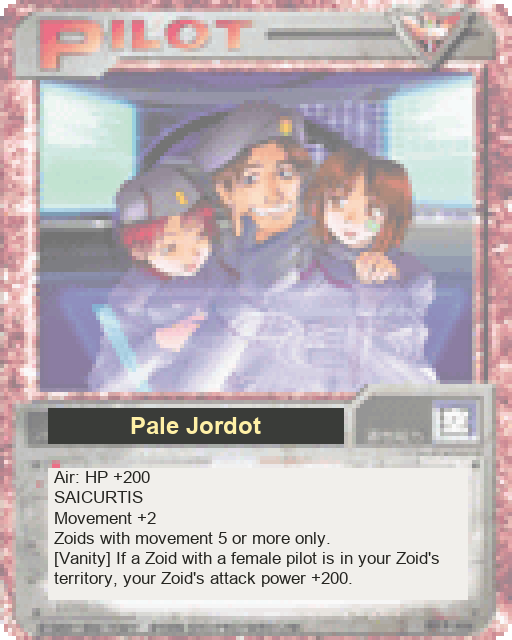 PILOT
Pale Jordot
Air: HP +200
SAICURTIS
Movement +2
Zoids with movement 5 or more only.
[Vanity] If a Zoid with a female pilot is in your Zoid's
territory, your Zoid's attack power +200.